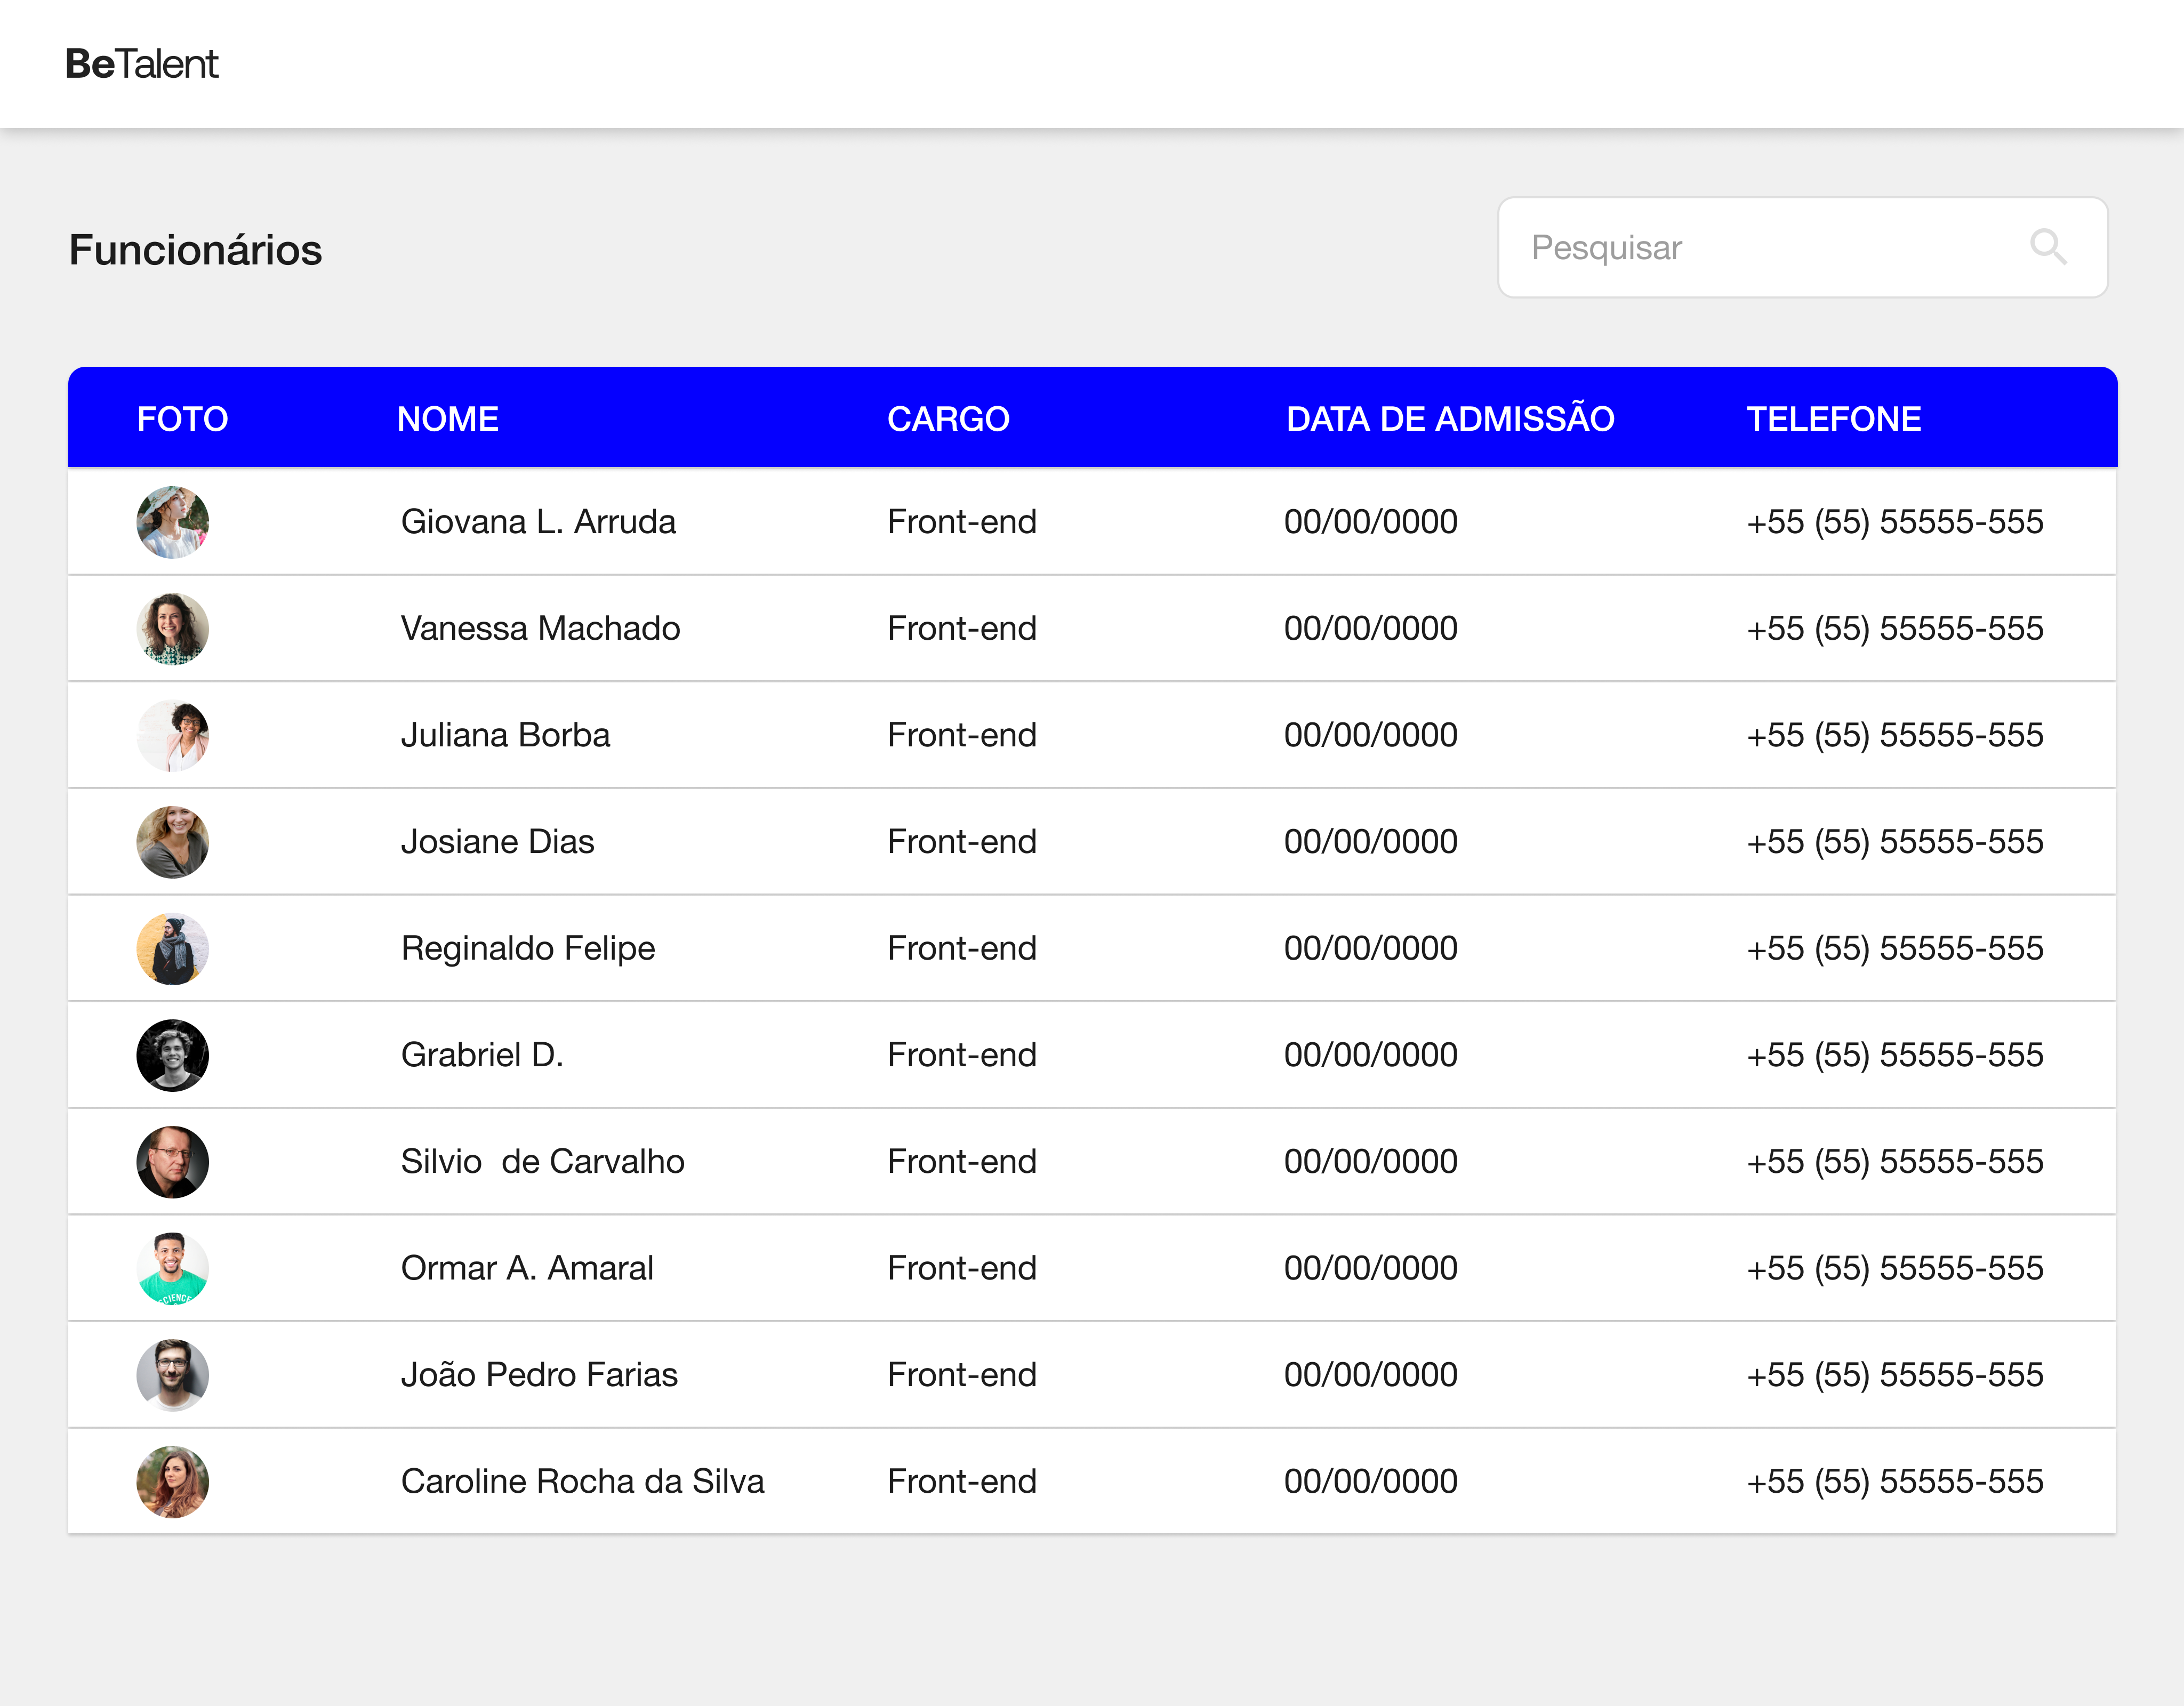 BeTalent
Funcionários
Pesquisar
FOTO NOME CARGO DATA DE ADMISSÃO TELEFONE
Giovana L. Arruda Front-end 00/00/0000 +55 (55) 55555-555
Vanessa Machado Front-end 00/00/0000 +55 (55) 55555-555
Juliana Borba Front-end 00/00/0000 +55 (55) 55555-555
Josiane Dias Front-end 00/00/0000 +55 (55) 55555-555
Reginaldo Felipe Front-end 00/00/0000 +55 (55) 55555-555
Grabriel D. Front-end 00/00/0000 +55 (55) 55555-555
Silvio  de Carvalho Front-end 00/00/0000 +55 (55) 55555-555
Ormar A. Amaral Front-end 00/00/0000 +55 (55) 55555-555
SCIENCE
João Pedro Farias Front-end 00/00/0000 +55 (55) 55555-555
Caroline Rocha da Silva Front-end 00/00/0000 +55 (55) 55555-555